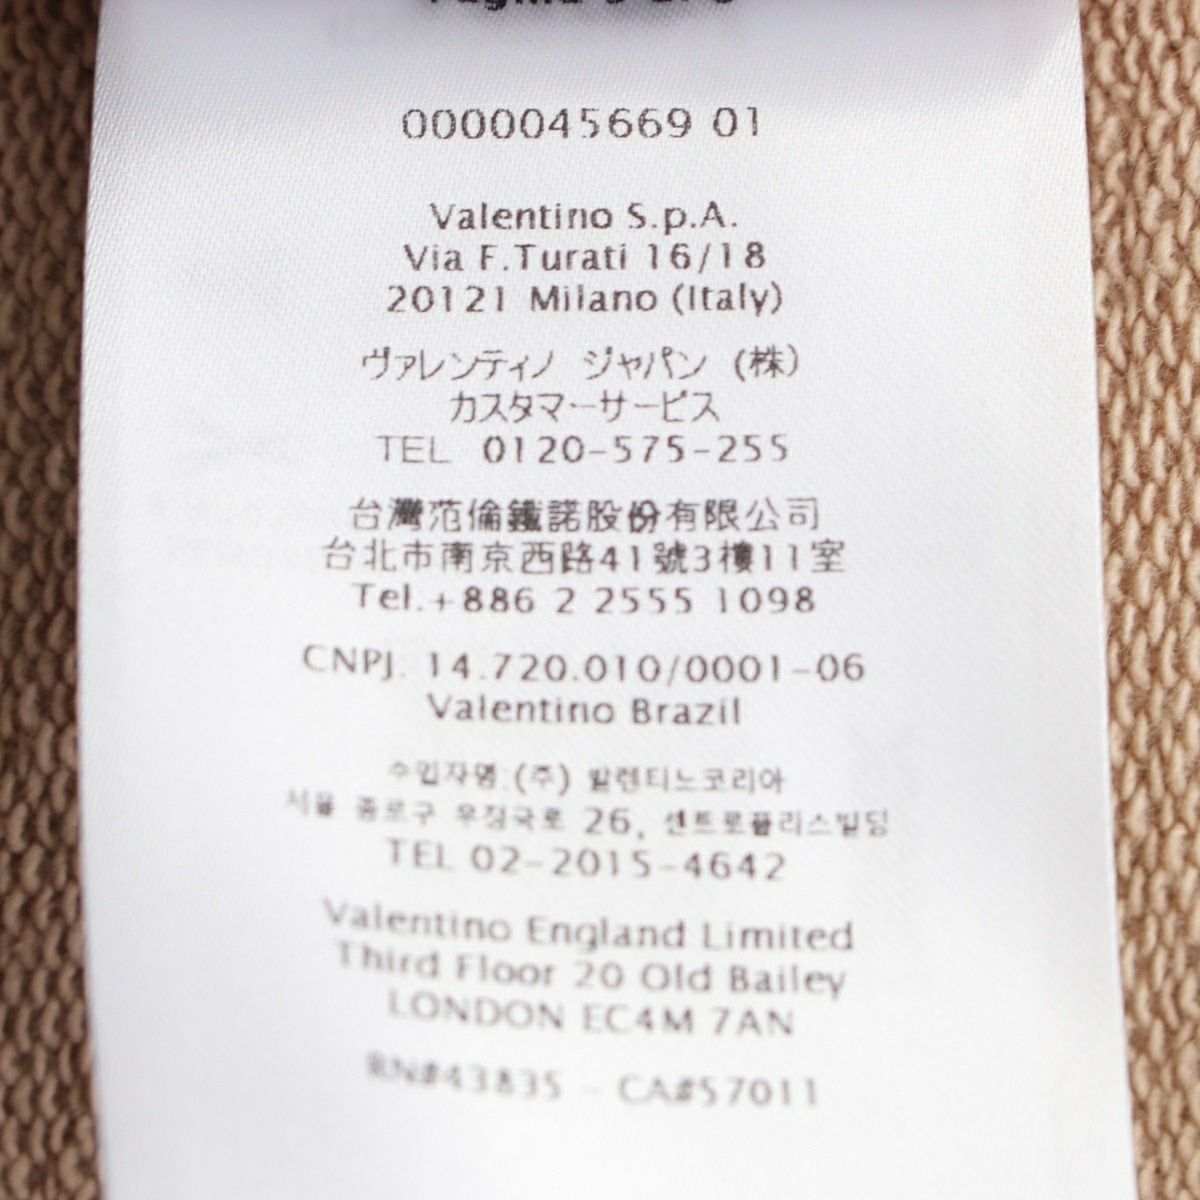 0000045669 01
Valentino S.p.A.
Via F.Turati 16/18
20121 Milano (Italy)
ヴァレンティノ ジャパン (株)
カスタマーサービス
TEL 0120-575-255
台灣范倫鐵諾股份有限公司
台北市南京西路41號3樓11室
Tel.+886 2 2555 1098
CNPJ. 14.720.010/0001-06
Valentino Brazil
수입자명:(주) 발렌티노코리아
서울 종로구 우정국로 26, 센트로폴리스빌딩
TEL 02-2015-4642
Valentino England Limited
Third Floor 20 Old Bailey
LONDON EC4M 7AN
RN#43835 - CA#57011